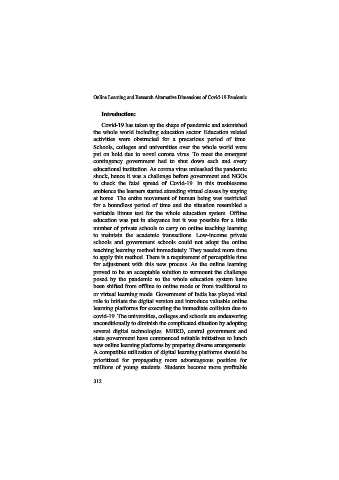 Online Learning and Research Alternative Dimensions of Covid-19 Pandemic
Introduction:
Covid-19 has taken up the shape of pandemic and astonished
the whole world including education sector. Education related
activities were obstructed for a precarious period of time.
Schools, colleges and universities over the whole world were
put on hold due to novel corona virus. To meet the emergent
contingency government had to shut down each and every
educational institution. As corona virus unleashed the pandemic
shock, hence it was a challenge before government and NGOs
to check the fatal spread of Covid-19. In this troublesome
ambience the learners started attending virtual classes by staying
at home. The entire movement of human being was restricted
for a boundless period of time and the situation resembled a
veritable litmus test for the whole education system. Offline
education was put in abeyance but it was possible for a little
number of private schools to carry on online teaching learning
to maintain the academic transactions. Low-income private
schools and government schools could not adopt the online
teaching learning method immediately. They needed more time
to apply this method. There is a requirement of perceptible time
for adjustment with this new process. As the online learning
proved to be an acceptable solution to surmount the challenge
posed by the pandemic so the whole education system have
been shifted from offline to online mode or from traditional to
or virtual learning mode. Government of India has played vital
role to initiate the digital version and introduce valuable online
learning platforms for executing the immediate collision due to
covid-19. The universities, colleges and schools are endeavoring
unconditionally to diminish the complicated situation by adopting
several digital technologies. MHRD, central government and
state government have commenced suitable initiatives to lunch
new online learning platforms by preparing diverse arrangements.
A compatible utilization of digital learning platforms should be
prioritized for propagating more advantageous position for
millions of young students. Students become more profitable
312